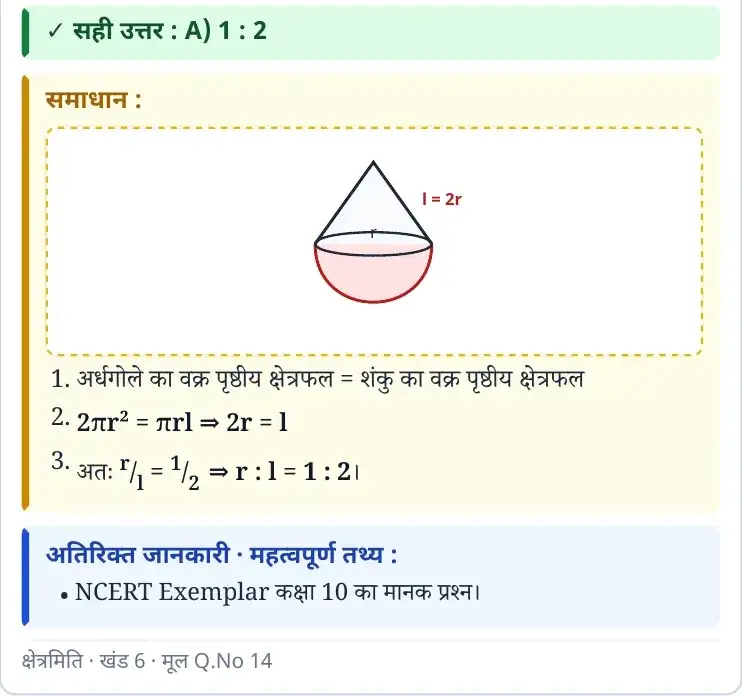 ✓ सही उत्तर : A) 1 : 2
समाधान :
l = 2r
r
1. अर्धगोले का वक्र पृष्ठीय क्षेत्रफल = शंकु का वक्र पृष्ठीय क्षेत्रफल
2. 2πr² = πrl ⇒ 2r = l
3. अतः r/l = 1/2 ⇒ r : l = 1 : 2।
अतिरिक्त जानकारी · महत्वपूर्ण तथ्य :
• NCERT Exemplar कक्षा 10 का मानक प्रश्न।
क्षेत्रमिति · खंड 6 · मूल Q.No 14